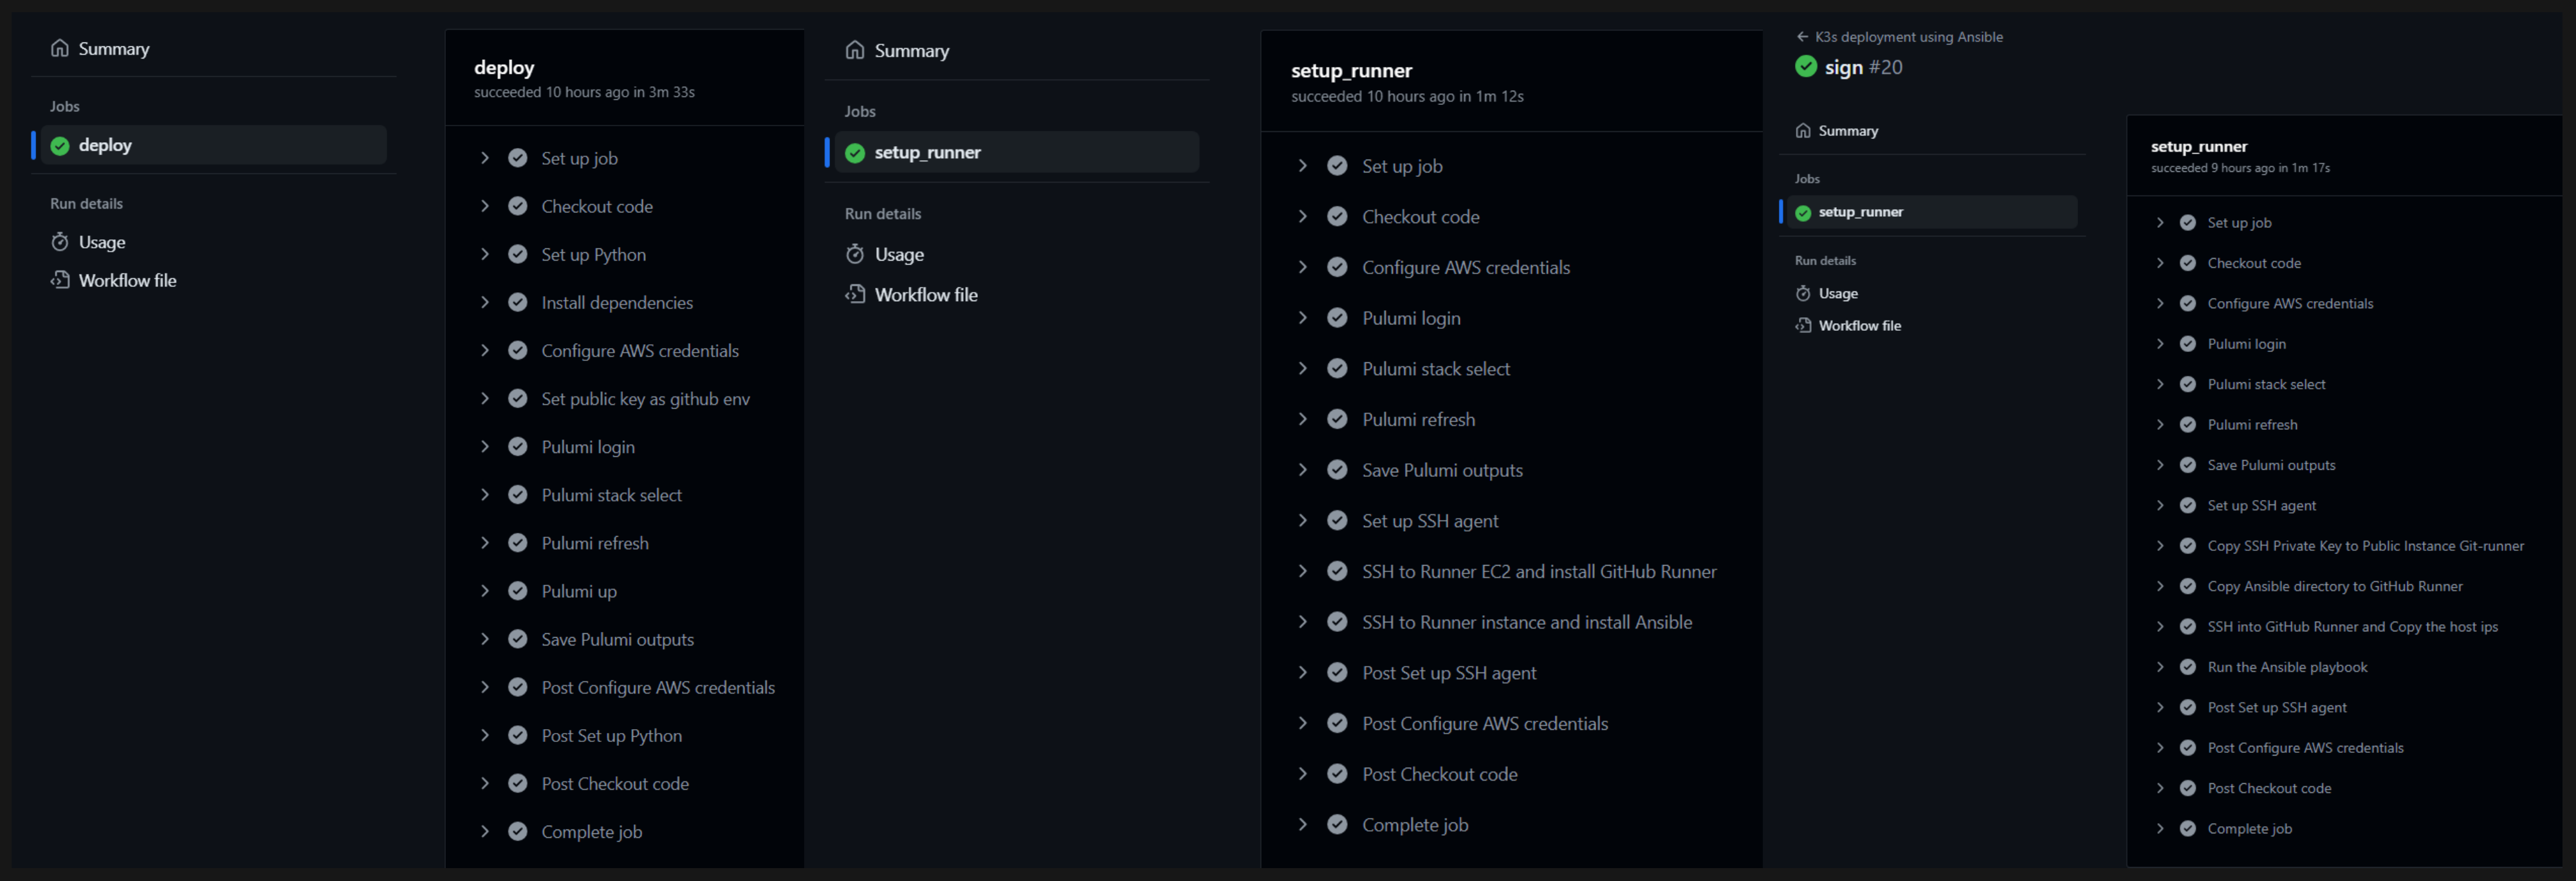 Summary
Jobs
deploy
Run details
Usage
Workflow file
deploy
succeeded 10 hours ago in 3m 33s
Set up job
Checkout code
Set up Python
Install dependencies
Configure AWS credentials
Set public key as github env
Pulumi login
Pulumi stack select
Pulumi refresh
Pulumi up
Save Pulumi outputs
Post Configure AWS credentials
Post Set up Python
Post Checkout code
Complete job
Summary
Jobs
setup_runner
Run details
Usage
Workflow file
setup_runner
succeeded 10 hours ago in 1m 12s
Set up job
Checkout code
Configure AWS credentials
Pulumi login
Pulumi stack select
Pulumi refresh
Save Pulumi outputs
Set up SSH agent
SSH to Runner EC2 and install GitHub Runner
SSH to Runner instance and install Ansible
Post Set up SSH agent
Post Configure AWS credentials
Post Checkout code
Complete job
K3s deployment using Ansible
sign #20
Summary
Jobs
setup_runner
Run details
Usage
Workflow file
setup_runner
succeeded 9 hours ago in 1m 17s
Set up job
Checkout code
Configure AWS credentials
Pulumi login
Pulumi stack select
Pulumi refresh
Save Pulumi outputs
Set up SSH agent
Copy SSH Private Key to Public Instance Git-runner
Copy Ansible directory to GitHub Runner
SSH into GitHub Runner and Copy the host ips
Run the Ansible playbook
Post Set up SSH agent
Post Configure AWS credentials
Post Checkout code
Complete job